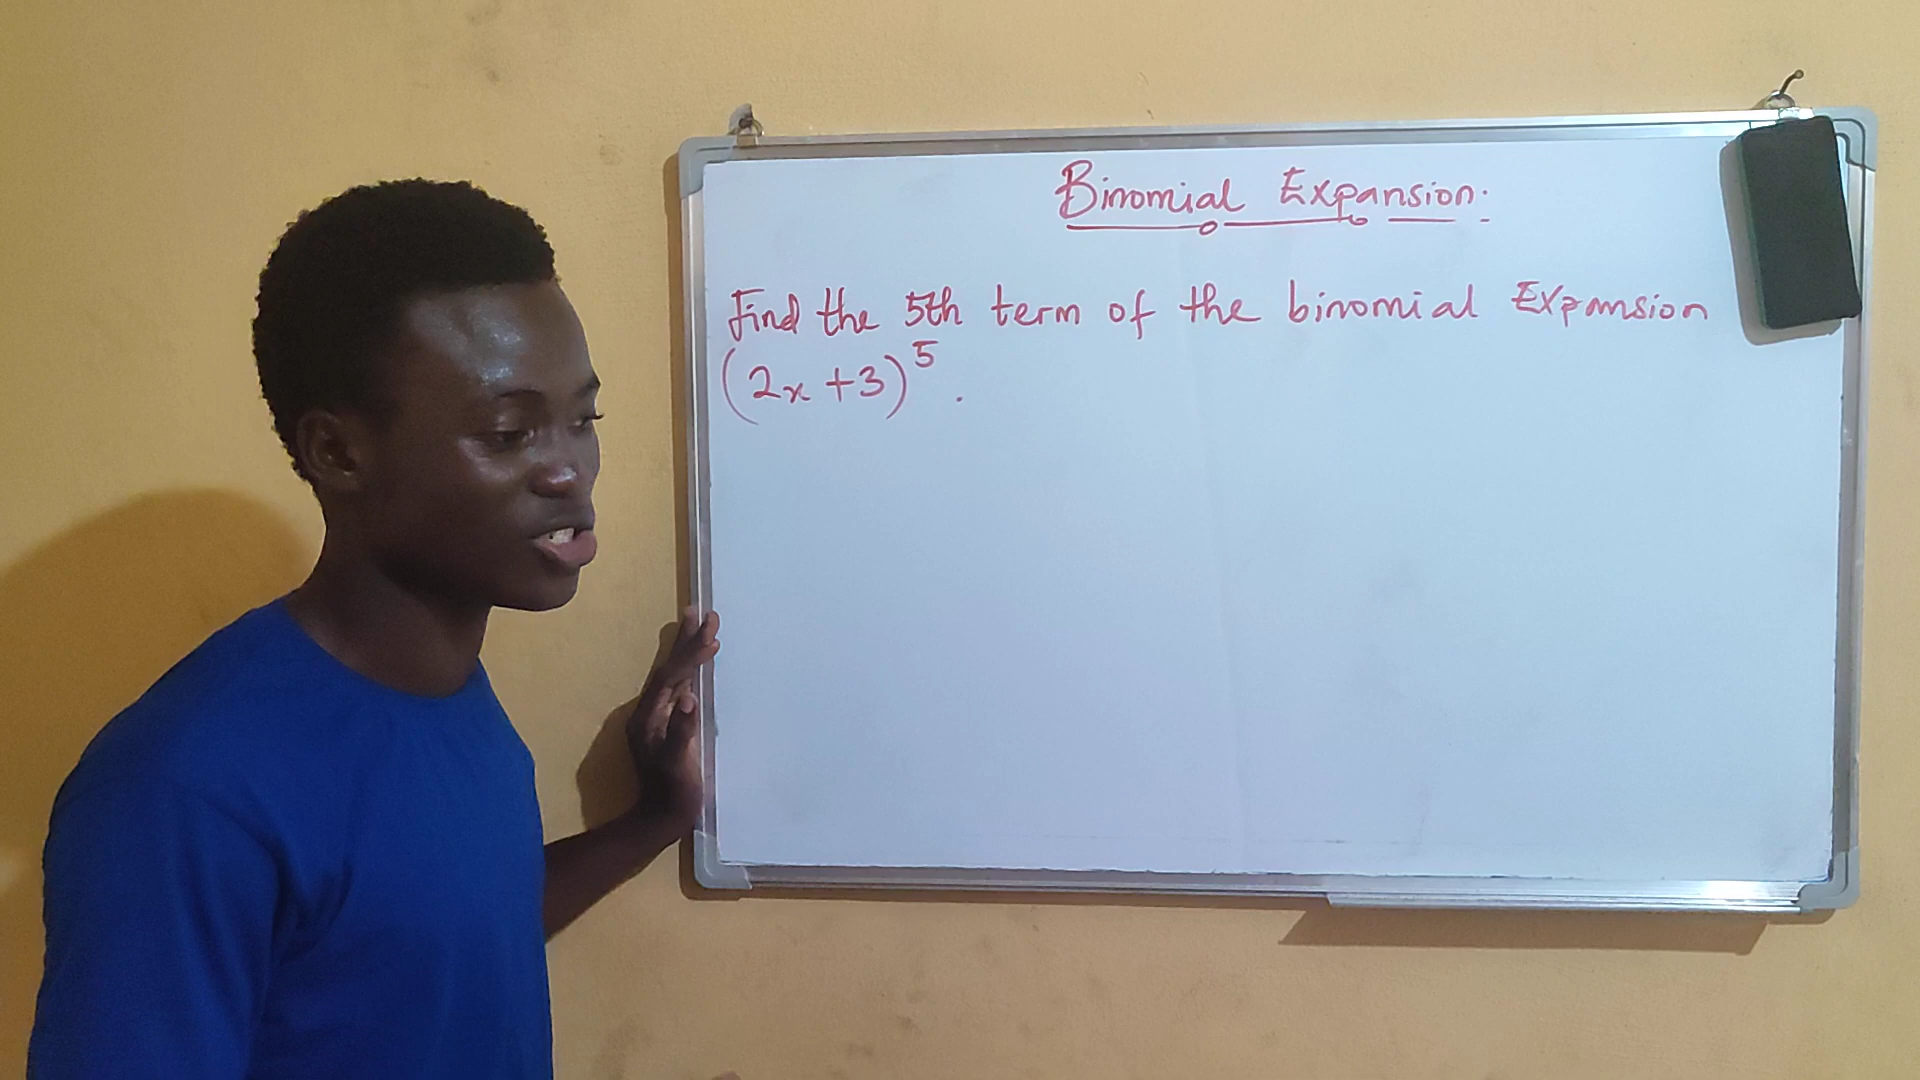 Binomial Expansion.
Find the 5th term of the binomial Expansion
(2x +3)⁵.